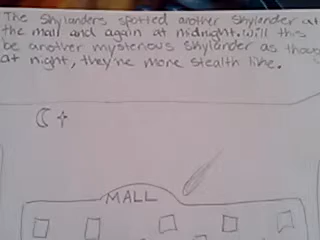 The Skylanders spotted another Skylander at
the mall and again at midnight. Will this
be another mysterious skylander as though
at night, they're more stealth like.
MALL